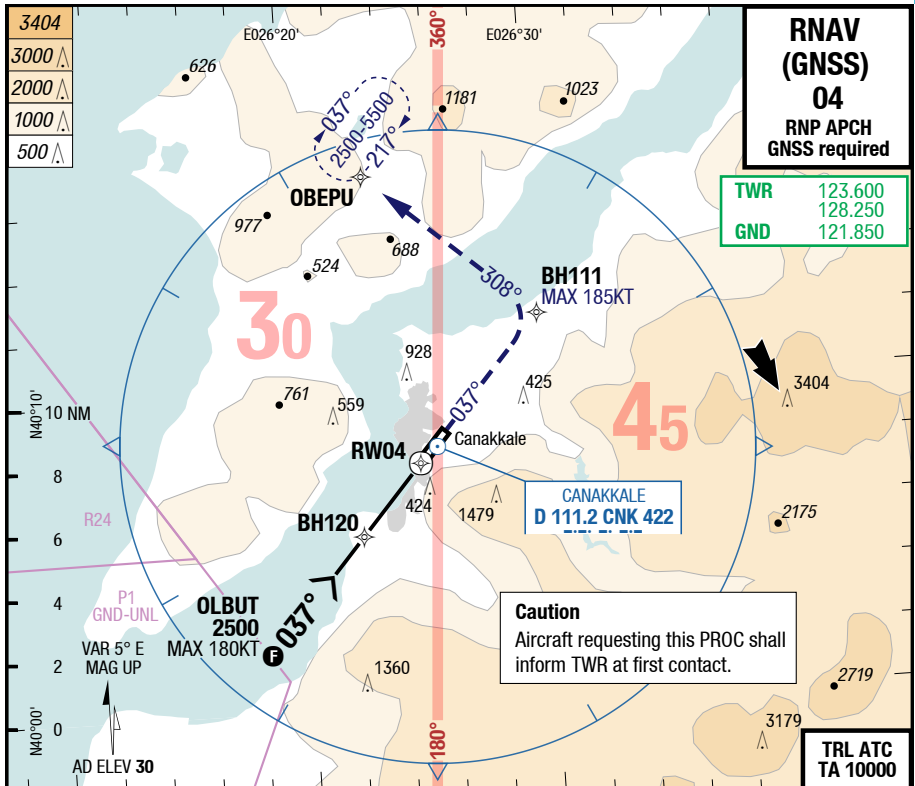 3404
3000
2000
1000
500
E026°20'
360°
E026°30'
RNAV
(GNSS)
04
RNP APCH
GNSS required
TWR 123.600
128.250
GND 121.850
626
1181
1023
037°
2500-5500
217°
OBEPU
977
688
524
308°
BH111
MAX 185KT
30
928
425
3404
761
559
037°
45
N40°10'
10 NM
RW04
Canakkale
8
424
1479
CANAKKALE
D 111.2 CNK 422
R24
BH120
2175
6
P1
GND-UNL
4
OLBUT
2500
MAX 180KT
F
037°
Caution
Aircraft requesting this PROC shall
inform TWR at first contact.
VAR 5° E
MAG UP
2
1360
2719
N40°00'
0
180°
3179
AD ELEV 30
TRL ATC
TA 10000